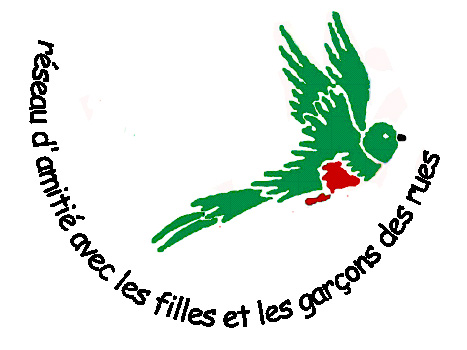 réseau d'amitié avec les filles et les garçons des rues